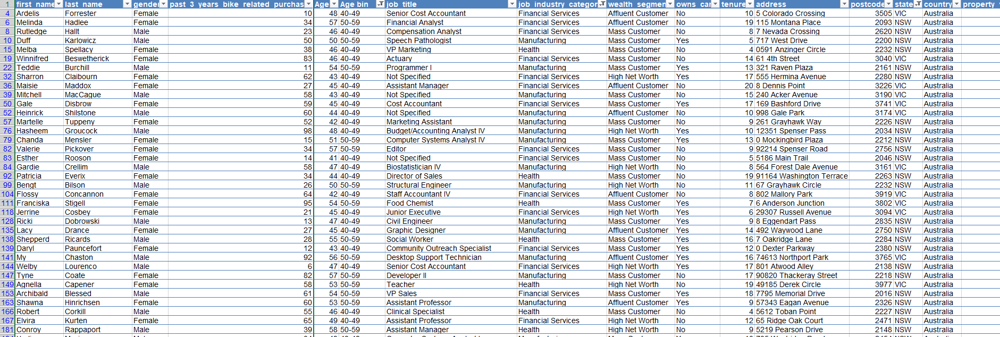 1 first_name last_name gender past_3_years_bike_related_purchas Age Age bin job_title job_industry_categor wealth_segmen owns_car tenure address postcode state country property_
4 Ardelis Forrester Female 10 48 40-49 Senior Cost Accountant Financial Services Affluent Customer No 10 5 Colorado Crossing 3505 VIC Australia
6 Melinda Hadlee Female 34 57 50-59 Financial Analyst Financial Services Affluent Customer No 19 115 Montana Place 2093 NSW Australia
8 Rutledge Hallt Male 23 46 40-49 Compensation Analyst Financial Services Mass Customer No 8 7 Nevada Crossing 2620 NSW Australia
10 Duff Karlowicz Male 50 50 50-59 Speech Pathologist Manufacturing Mass Customer Yes 5 717 West Drive 2200 NSW Australia
15 Melba Spellacy Female 38 46 40-49 VP Marketing Health Mass Customer No 4 0591 Anzinger Circle 2232 NSW Australia
19 Winnifred Beswetherick Female 83 46 40-49 Actuary Financial Services Mass Customer No 14 61 4th Street 3040 VIC Australia
22 Teddie Burchill Male 11 54 50-59 Programmer I Manufacturing Mass Customer Yes 13 321 Raven Plaza 2161 NSW Australia
32 Sharron Claibourn Female 62 43 40-49 Not Specified Financial Services High Net Worth Yes 17 555 Hermina Avenue 2280 NSW Australia
36 Maisie Maddox Female 27 45 40-49 Assistant Manager Financial Services Affluent Customer No 20 8 Dennis Point 3226 VIC Australia
39 Mitchell MacCague Male 58 43 40-49 Not Specified Manufacturing Mass Customer No 15 240 Acker Avenue 3190 VIC Australia
50 Gale Disbrow Female 59 45 40-49 Cost Accountant Financial Services Mass Customer Yes 17 169 Bashford Drive 3741 VIC Australia
52 Heinrick Shilstone Male 60 44 40-49 Not Specified Manufacturing Affluent Customer No 10 998 Gale Park 3174 VIC Australia
57 Martelle Tuppeny Female 52 42 40-49 Marketing Assistant Manufacturing Mass Customer No 9 261 Grayhawk Way 2226 NSW Australia
76 Hasheem Groucock Male 98 48 40-49 Budget/Accounting Analyst IV Manufacturing High Net Worth Yes 10 12351 Spenser Pass 2034 NSW Australia
79 Chanda Mensler Female 15 51 50-59 Computer Systems Analyst IV Manufacturing Mass Customer Yes 13 0 Mockingbird Plaza 2212 NSW Australia
82 Valerie Pickover Female 34 57 50-59 Editor Financial Services Mass Customer No 9 92214 Spenser Road 2756 NSW Australia
83 Esther Rooson Female 14 41 40-49 Not Specified Financial Services Mass Customer No 5 5186 Main Trail 2046 NSW Australia
84 Gardie Crellim Male 58 47 40-49 Biostatistician IV Manufacturing High Net Worth No 8 564 Forest Dale Avenue 3161 VIC Australia
92 Patricia Everix Female 34 44 40-49 Director of Sales Health Mass Customer No 19 91164 Washington Terrace 2263 NSW Australia
99 Bengt Bilson Male 26 50 50-59 Structural Engineer Manufacturing High Net Worth No 11 67 Grayhawk Circle 2232 NSW Australia
104 Flossy Concannon Female 64 42 40-49 Staff Accountant IV Financial Services Affluent Customer No 8 802 Mallory Park 3919 VIC Australia
111 Franciska Stigell Female 95 54 50-59 Food Chemist Health Mass Customer Yes 7 6 Anderson Junction 3802 VIC Australia
118 Jerrine Cosbey Female 21 45 40-49 Junior Executive Financial Services High Net Worth Yes 6 29307 Russell Avenue 3094 VIC Australia
128 Ricki Dobrowski Male 13 47 40-49 Civil Engineer Manufacturing Mass Customer Yes 9 8 Eggendart Pass 2835 NSW Australia
135 Lacy Drance Female 27 45 40-49 Graphic Designer Manufacturing Affluent Customer Yes 14 492 Waywood Lane 2750 NSW Australia
138 Shepperd Ricards Male 28 55 50-59 Social Worker Health Mass Customer Yes 16 7 Oakridge Lane 2284 NSW Australia
139 Daryl Pauncefort Female 12 43 40-49 Community Outreach Specialist Financial Services Mass Customer Yes 12 0 Dexter Parkway 2380 NSW Australia
141 My Chaston Male 92 56 50-59 Desktop Support Technician Manufacturing Affluent Customer Yes 16 74613 Northport Park 3765 VIC Australia
144 Welby Lourenco Male 6 47 40-49 Senior Cost Accountant Financial Services High Net Worth Yes 17 801 Atwood Alley 2138 NSW Australia
147 Tyne Coate Female 82 57 50-59 Developer II Manufacturing Mass Customer No 17 90820 Thackeray Street 2218 NSW Australia
149 Agnella Capener Female 58 53 50-59 Teacher Health High Net Worth No 19 49185 Derek Circle 3977 VIC Australia
153 Archibald Blessed Male 61 54 50-59 VP Sales Financial Services Mass Customer Yes 18 7795 Memorial Drive 2016 NSW Australia
163 Shawna Hinrichsen Female 60 53 50-59 Assistant Professor Manufacturing Affluent Customer Yes 9 57343 Eagan Avenue 2326 NSW Australia
166 Robert Corkill Male 55 46 40-49 Clinical Specialist Health Mass Customer No 4 5612 Toban Point 2227 NSW Australia
167 Elvira Kurten Female 65 49 40-49 Assistant Professor Financial Services High Net Worth No 12 65 Ridge Oak Court 2471 NSW Australia
181 Conroy Rappaport Male 39 58 50-59 Assistant Manager Health High Net Worth No 9 5219 Pearson Drive 2148 NSW Australia